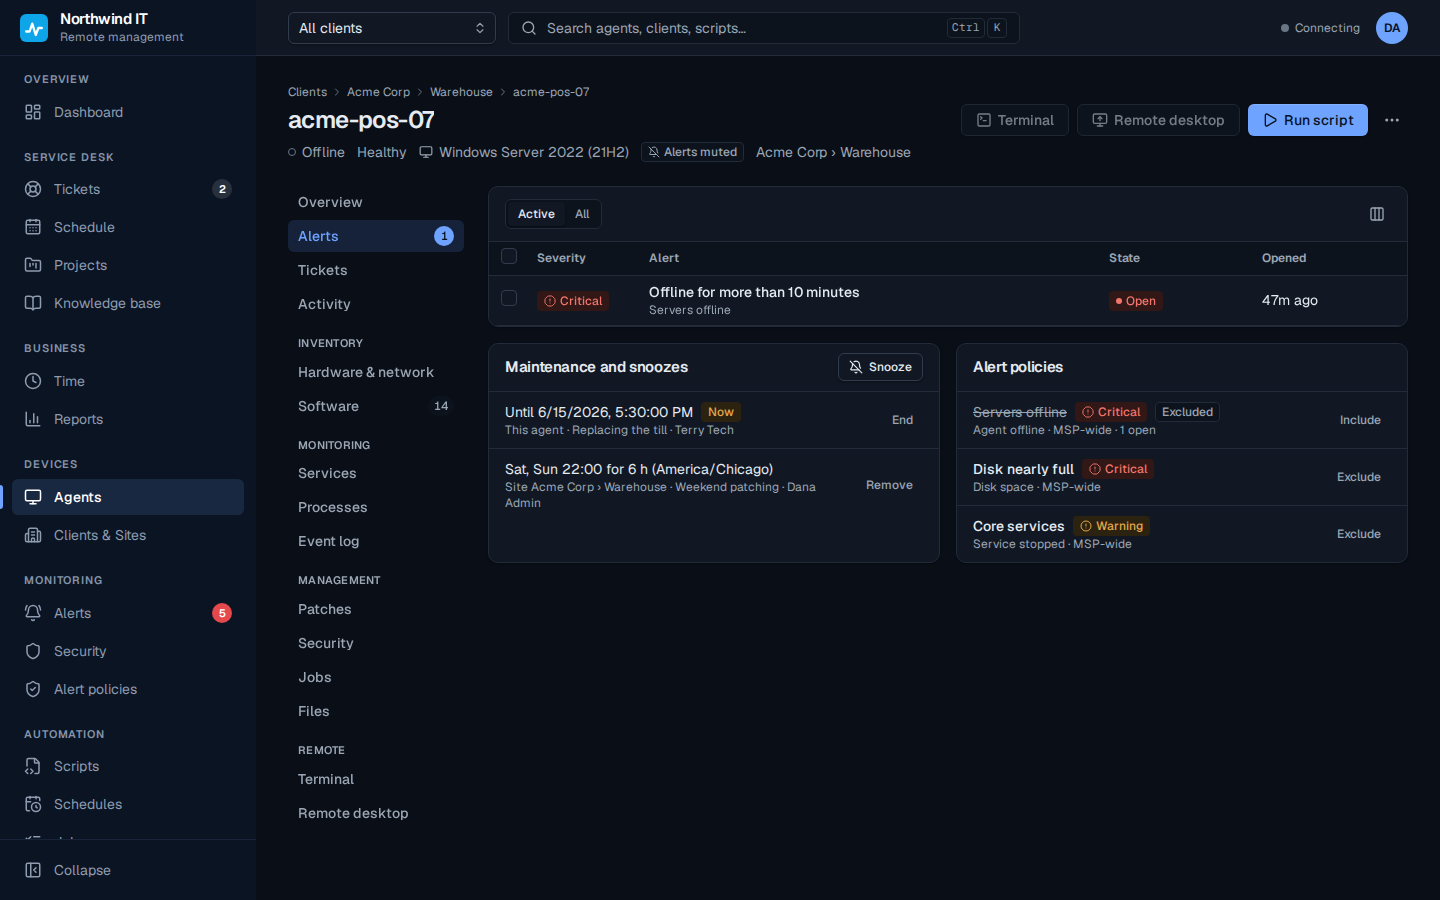 Northwind IT
Remote management
All clients
Search agents, clients, scripts...
Ctrl K
Connecting
DA
OVERVIEW
Dashboard
SERVICE DESK
Tickets 2
Schedule
Projects
Knowledge base
BUSINESS
Time
Reports
DEVICES
Agents
Clients & Sites
MONITORING
Alerts 5
Security
Alert policies
AUTOMATION
Scripts
Schedules
Collapse
Clients > Acme Corp > Warehouse > acme-pos-07
acme-pos-07
Terminal
Remote desktop
Run script
Offline Healthy Windows Server 2022 (21H2) Alerts muted Acme Corp › Warehouse
Overview
Alerts 1
Tickets
Activity
INVENTORY
Hardware & network
Software 14
MONITORING
Services
Processes
Event log
MANAGEMENT
Patches
Security
Jobs
Files
REMOTE
Terminal
Remote desktop
Active All
Severity Alert State Opened
Critical Offline for more than 10 minutes Open 47m ago
Servers offline
Maintenance and snoozes
Snooze
Until 6/15/2026, 5:30:00 PM Now
This agent · Replacing the till · Terry Tech
End
Sat, Sun 22:00 for 6 h (America/Chicago)
Site Acme Corp › Warehouse · Weekend patching · Dana
Admin
Remove
Alert policies
Servers offline Critical Excluded
Agent offline · MSP-wide · 1 open
Include
Disk nearly full Critical
Disk space · MSP-wide
Exclude
Core services Warning
Service stopped · MSP-wide
Exclude